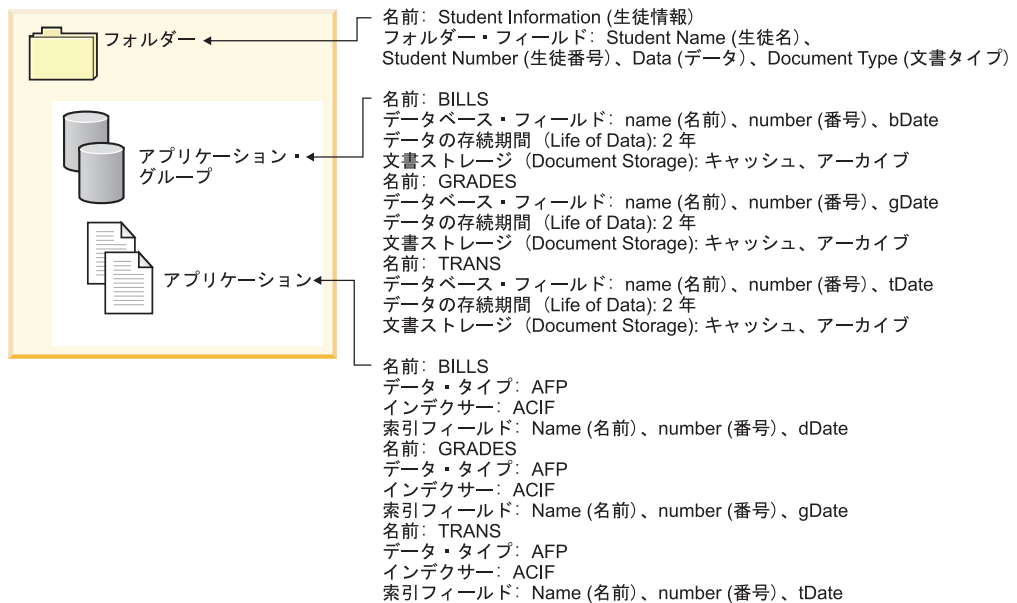 フォルダー
名前: Student Information (生徒情報)
フォルダー・フィールド: Student Name (生徒名)、
Student Number (生徒番号)、Data (データ)、Document Type (文書タイプ)
アプリケーション・
グループ
名前: BILLS
データベース・フィールド: name (名前)、number (番号)、bDate
データの存続期間 (Life of Data): 2 年
文書ストレージ (Document Storage): キャッシュ、アーカイブ
名前: GRADES
データベース・フィールド: name (名前)、number (番号)、gDate
データの存続期間 (Life of Data): 2 年
文書ストレージ (Document Storage): キャッシュ、アーカイブ
名前: TRANS
データベース・フィールド: name (名前)、number (番号)、tDate
データの存続期間 (Life of Data): 2 年
文書ストレージ (Document Storage): キャッシュ、アーカイブ
アプリケーション
名前: BILLS
データ・タイプ: AFP
インデクサー: ACIF
索引フィールド: Name (名前)、number (番号)、dDate
名前: GRADES
データ・タイプ: AFP
インデクサー: ACIF
索引フィールド: Name (名前)、number (番号)、gDate
名前: TRANS
データ・タイプ: AFP
インデクサー: ACIF
索引フィールド: Name (名前)、number (番号)、tDate